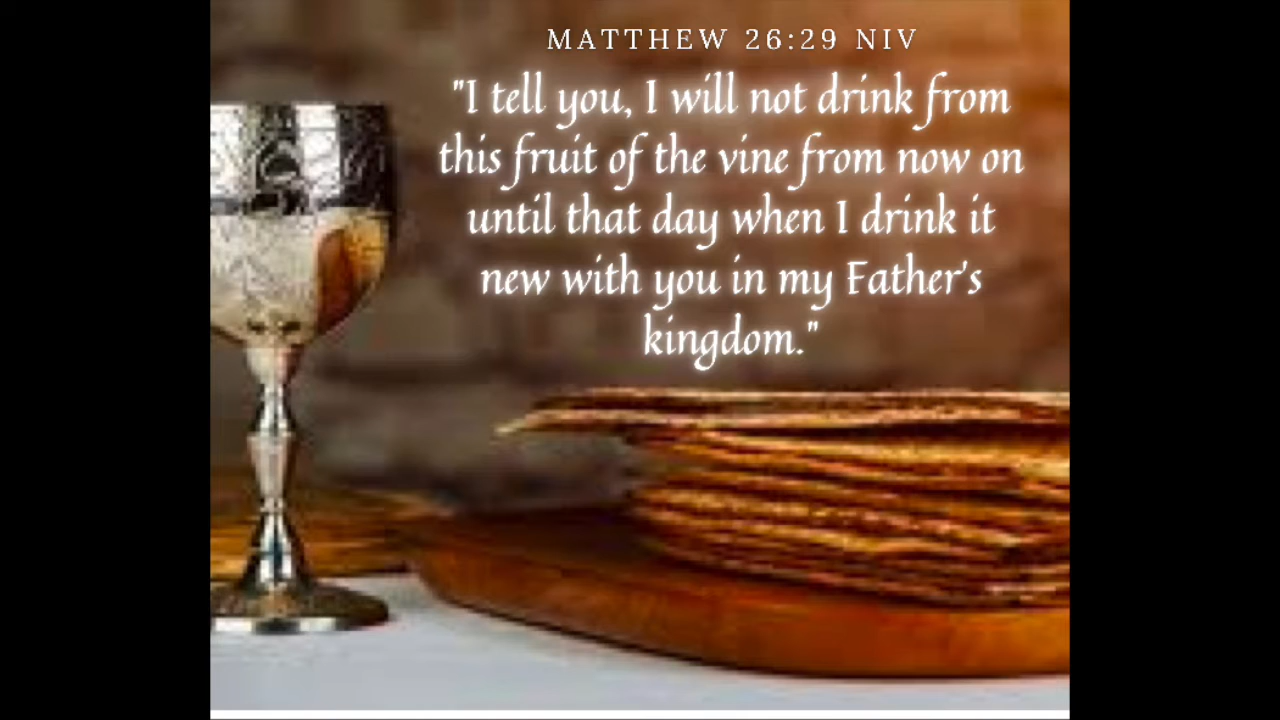 MATTHEW 26:29 NIV
"I tell you, I will not drink from
this fruit of the vine from now on
until that day when I drink it
new with you in my Father's
kingdom."